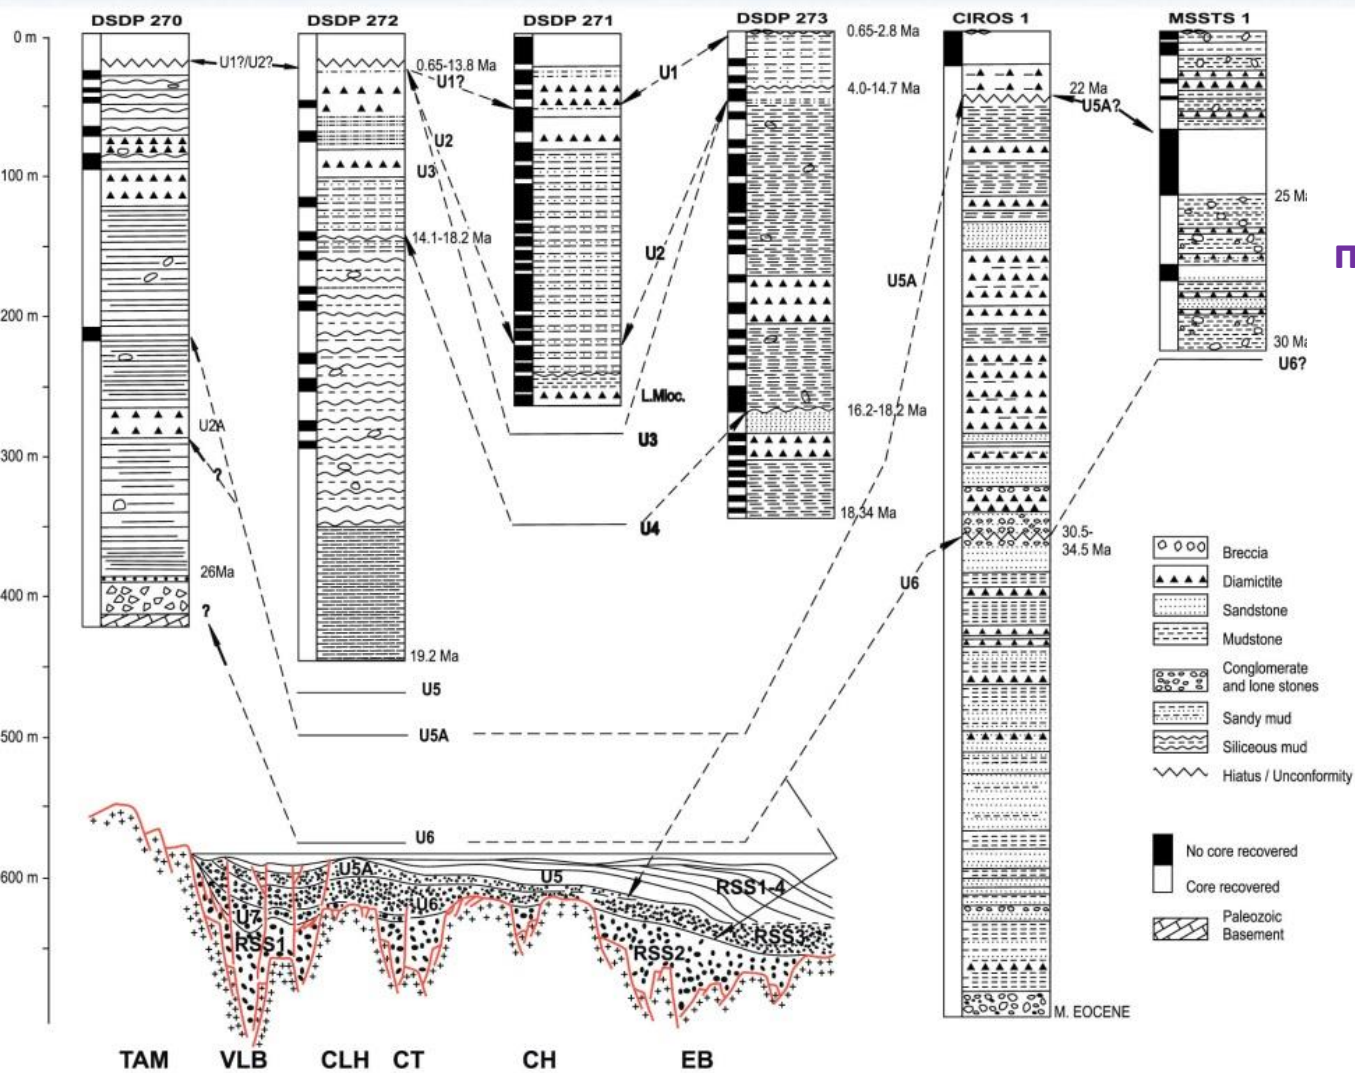 DSDP 270
DSDP 272
DSDP 271
DSDP 273
CIROS 1
MSSTS 1
0 m
100 m
200 m
300 m
400 m
500 m
600 m
U1?/U2?
0.65-13.8 Ma
U1?
U2
U3
14.1-18.2 Ma
U1
U2
L.Mioc.
U3
U4
0.65-2.8 Ma
4.0-14.7 Ma
16.2-18.2 Ma
18.34 Ma
U5A
U6
22 Ma
U5A?
25 Ma
30 Ma
U6?
30.5-
34.5 Ma
M. EOCENE
U2A
?
26Ma
?
19.2 Ma
U5
U5A
U6
U5A
U5
RSS1-4
U6
U7
RSS1
RSS2
RSS3
TAM
VLB
CLH
CT
CH
EB
Breccia
Diamictite
Sandstone
Mudstone
Conglomerate
and lone stones
Sandy mud
Siliceous mud
Hiatus / Unconformity
No core recovered
Core recovered
Paleozoic
Basement